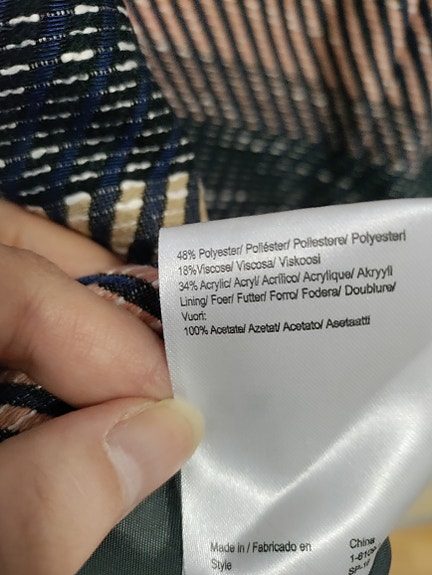 48% Polyester/ Poliéster/ Poliestere/ Polyesteri
18%Viscose/ Viscosa/ Viskoosi
34% Acrylic/ Acryl/ Acrílico/ Acrylique/ Akryyli
Lining/ Foer/ Futter/ Forro/ Fodera/ Doublure/
Vuori:
100% Acetate/ Azetat/ Acetato/ Asetaatti
Made in / Fabricado en China
Style